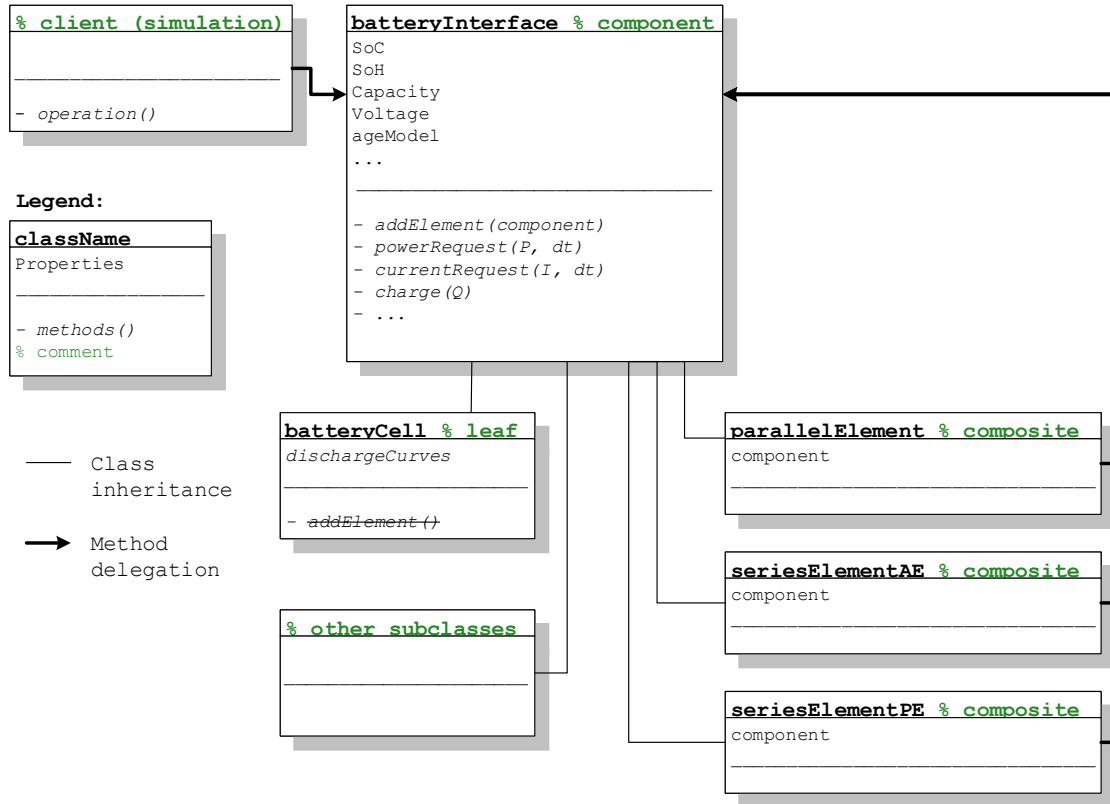 % client (simulation)
- operation()
batteryInterface % component
SoC
SoH
Capacity
Voltage
ageModel
...
- addElement(component)
- powerRequest(P, dt)
- currentRequest(I, dt)
- charge(Q)
- ...
Legend:
className
Properties
- methods()
% comment
Class
inheritance
Method
delegation
batteryCell % leaf
dischargeCurves
- addElement()
% other subclasses
parallelElement % composite
component
seriesElementAE % composite
component
seriesElementPE % composite
component